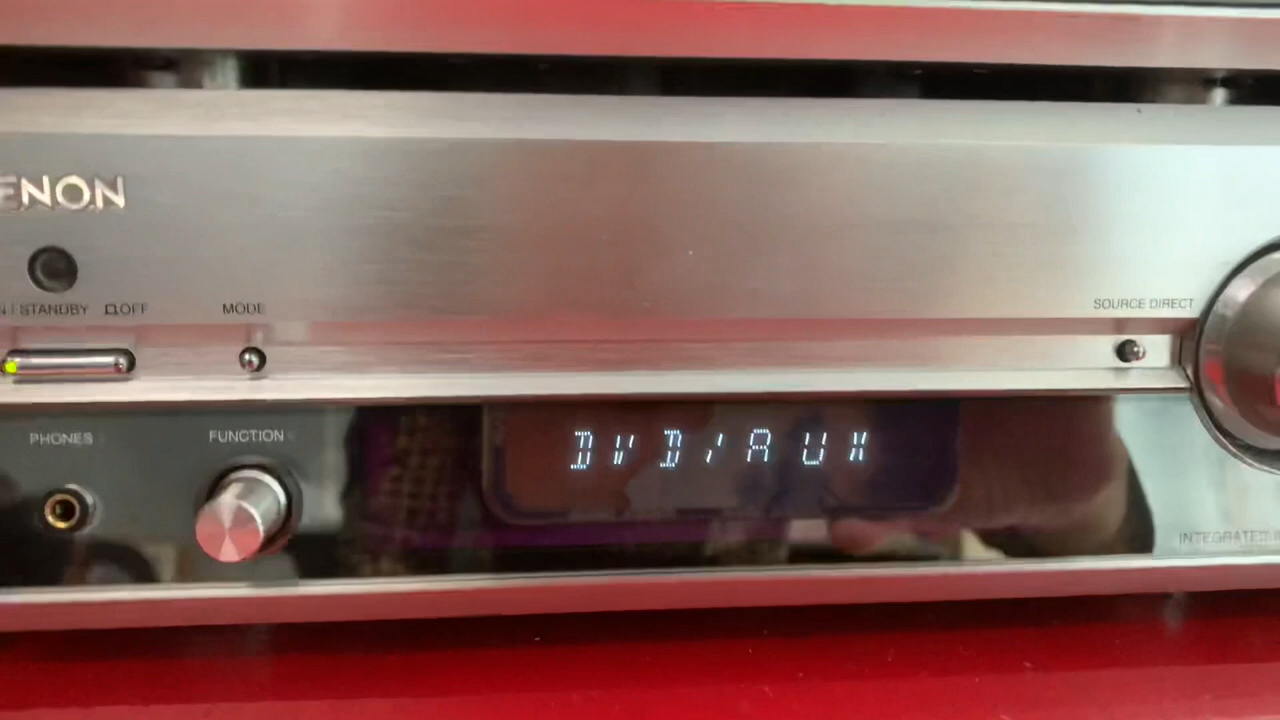 ENON
N / STANDBY OFF
MODE
SOURCE DIRECT
PHONES
FUNCTION
DVD/AUX